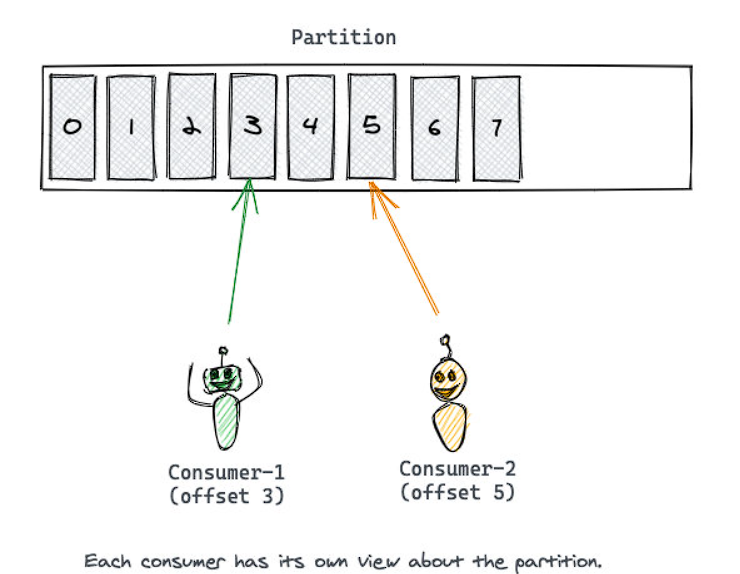 Partition
0 1 2 3 4 5 6 7
Consumer-1
(offset 3)
Consumer-2
(offset 5)
Each consumer has its own view about the partition.